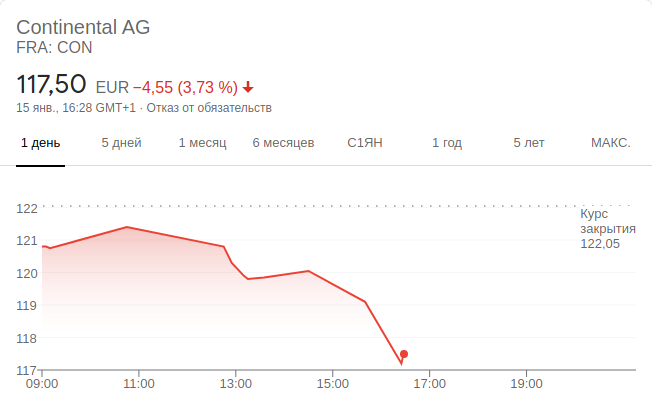 Continental AG
FRA: CON
117,50 EUR −4,55 (3,73 %)
15 янв., 16:28 GMT+1 · Отказ от обязательств
1 день 5 дней 1 месяц 6 месяцев С1ЯН 1 год 5 лет МАКС.
122
Курс
закрытия
122,05
121
120
119
118
117
09:00 11:00 13:00 15:00 17:00 19:00